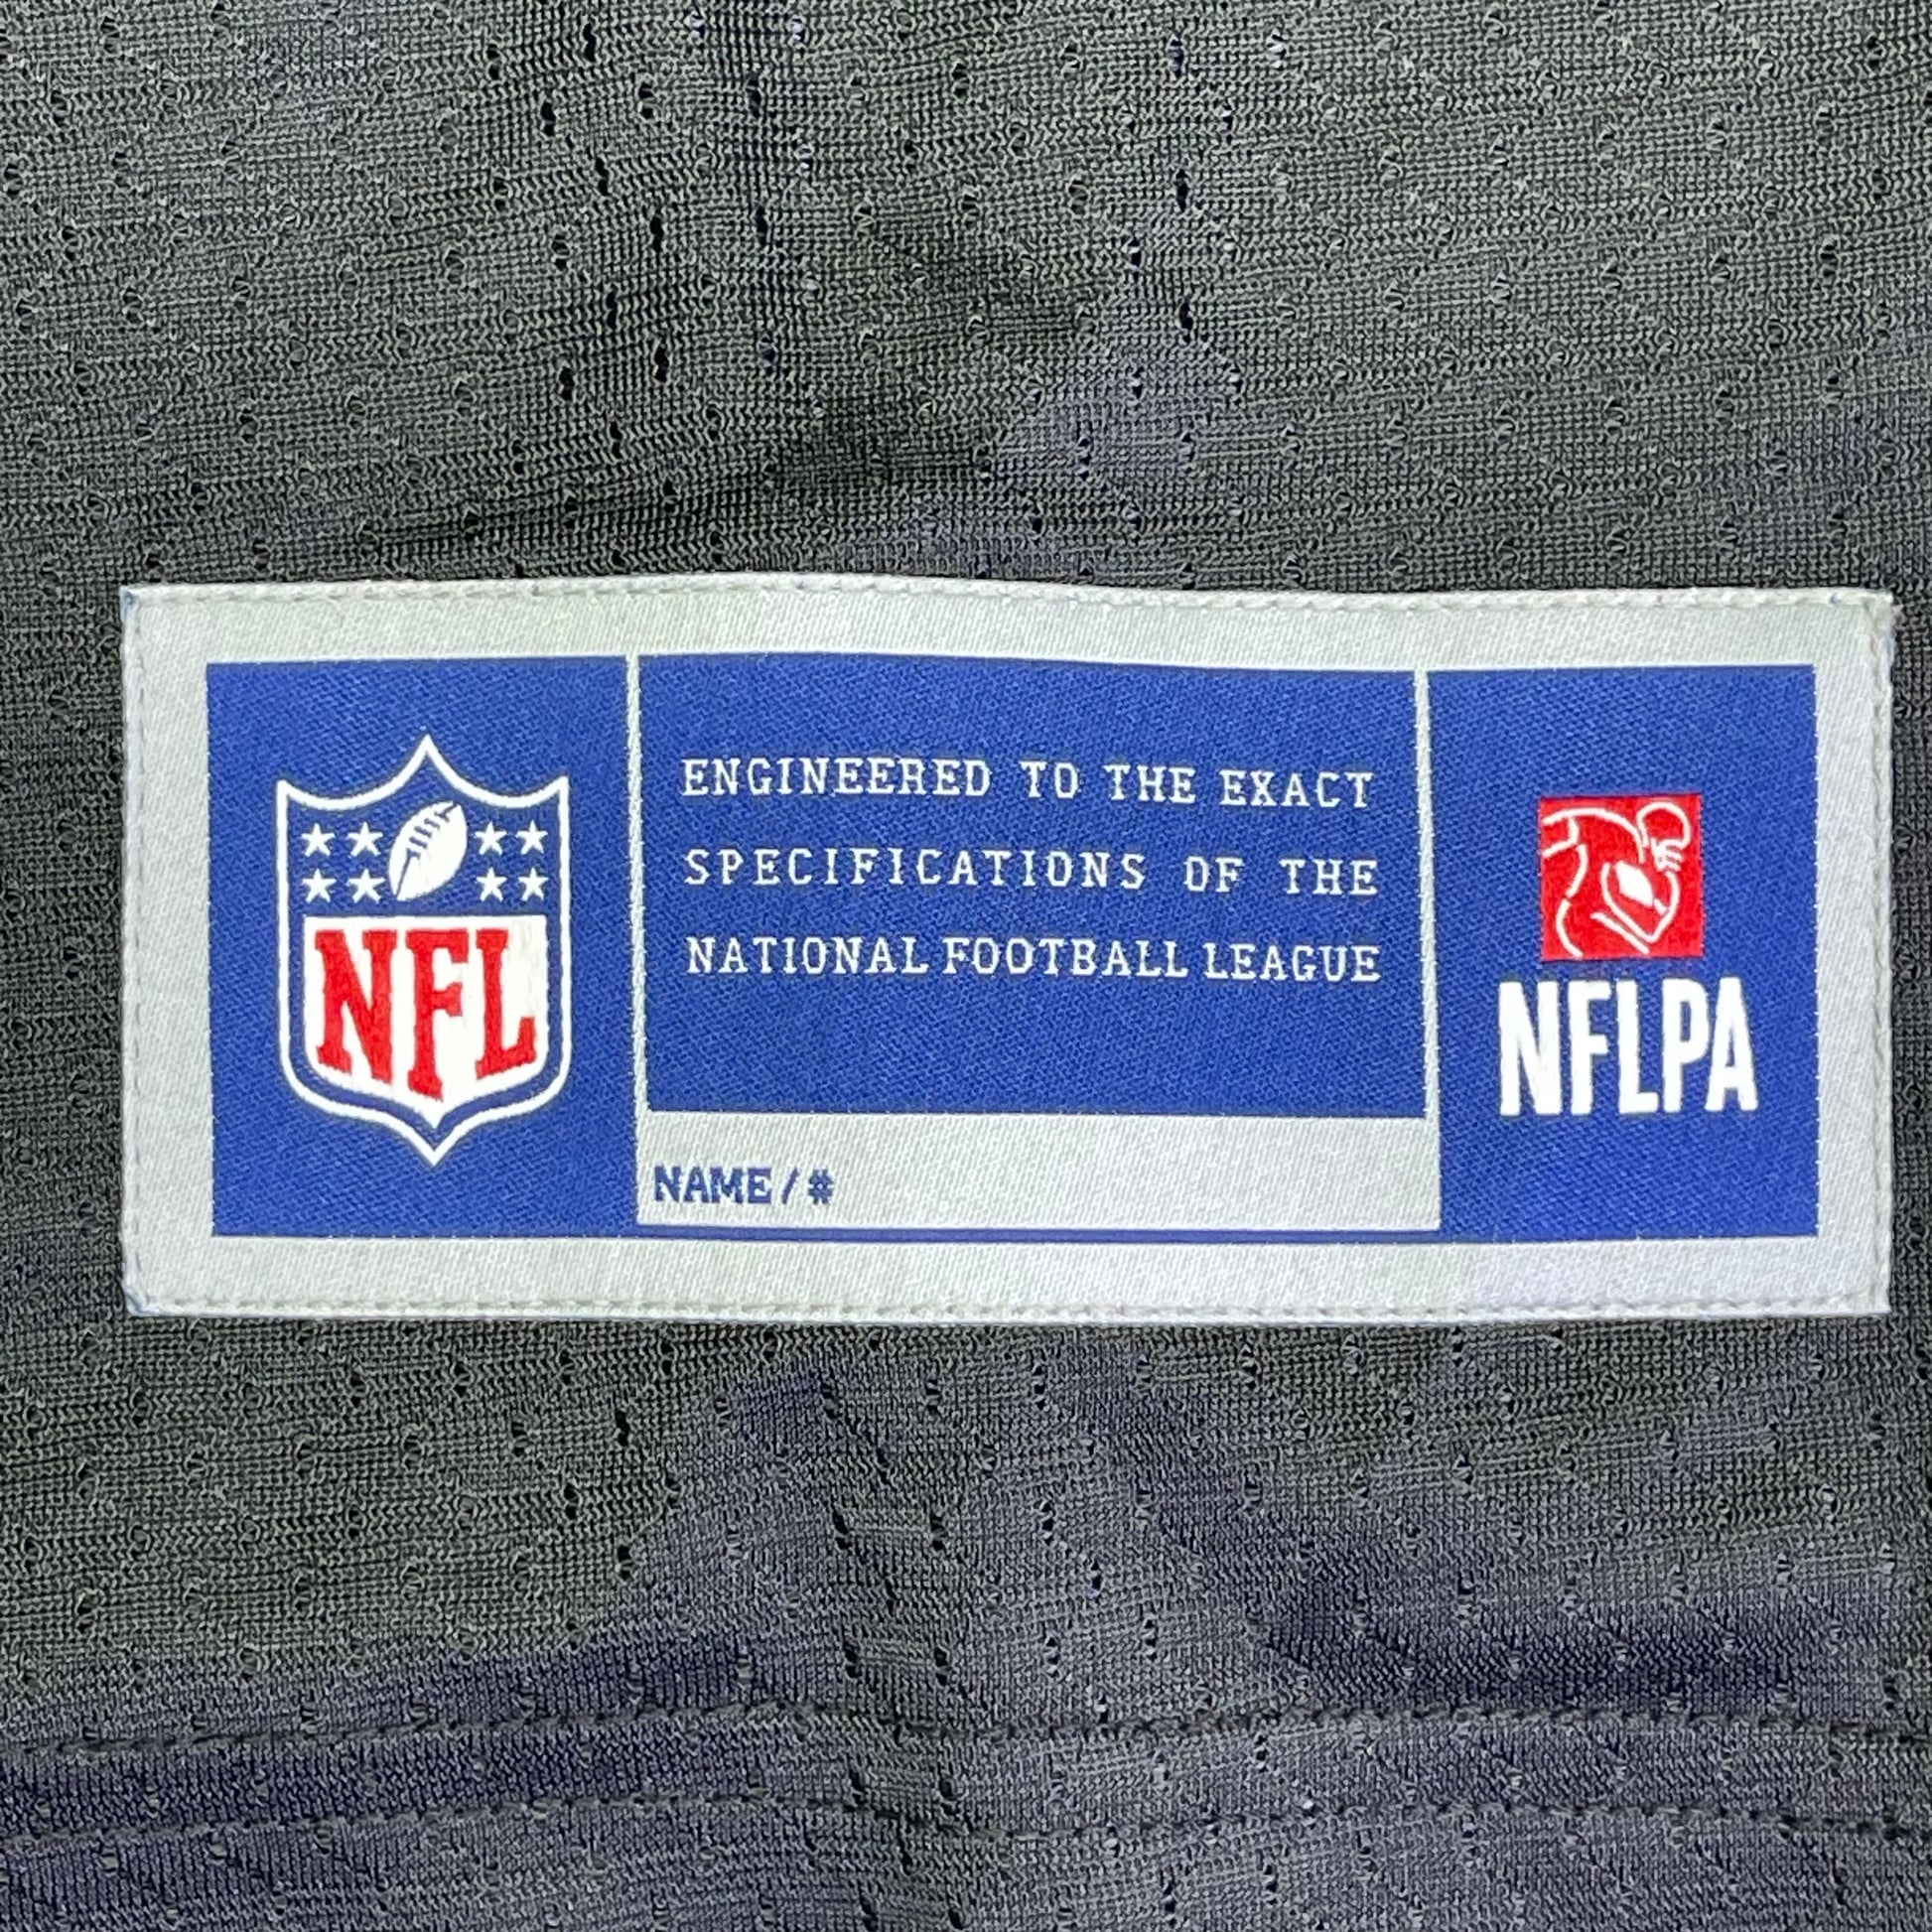 NFL
ENGINEERED TO THE EXACT
SPECIFICATIONS OF THE
NATIONAL FOOTBALL LEAGUE
NAME / #
NFLPA